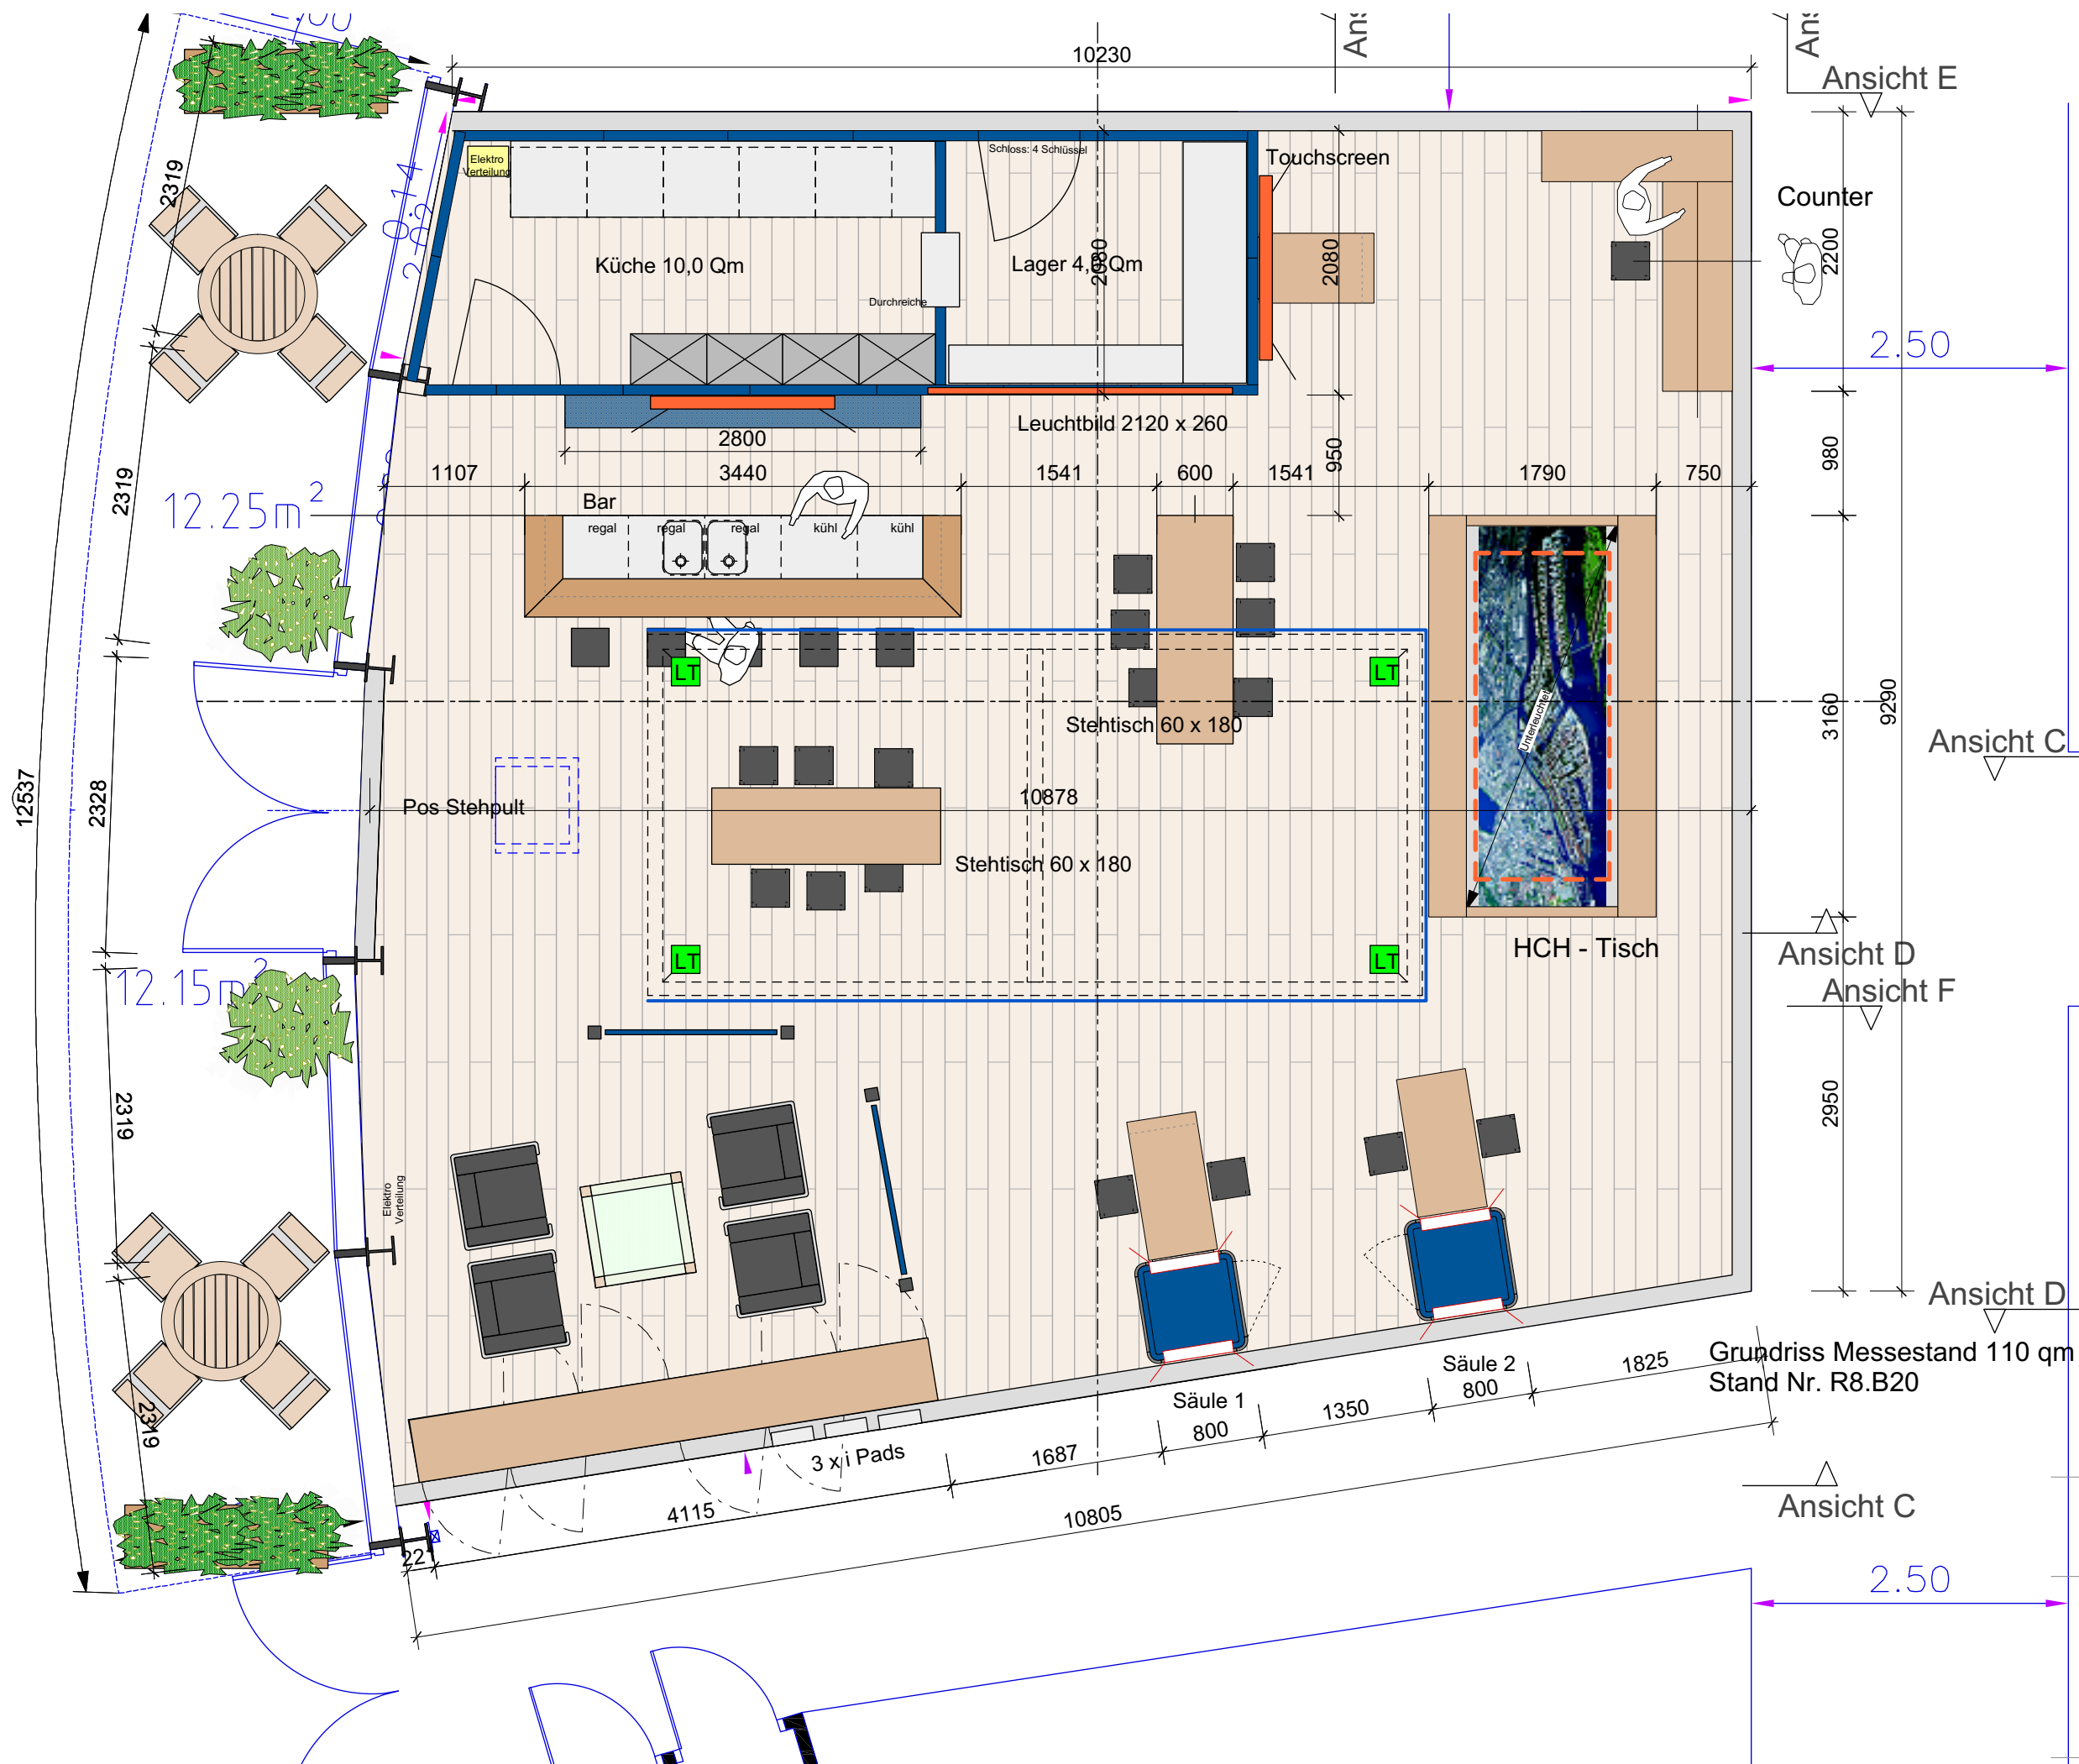 10230
Ansicht E
2319
Elektro
Verteilung
Schloss: 4 Schlüssel
Touchscreen
Counter
Küche 10,0 Qm
2080
2080
2200
Durchreiche
2.50
Leuchtbild 2120 x 260
2800
950
980
2319
12.25m²
1107
3440
1541
600
1541
1790
750
Bar
regal
regal
regal
kühl
kühl
LT
LT
Unterleuchtet
3160
9290
Stehtisch 60 x 180
Ansicht C
12537
2328
Pos Stehpult
10878
Stehtisch 60 x 180
HCH - Tisch
LT
LT
Ansicht D
12.15m²
Ansicht F
2319
2950
Elektro
Verteilung
Ansicht D
Grundriss Messestand 110 qm
Stand Nr. R8.B20
2319
Säule 2
800
1825
Säule 1
800
1350
3 x i Pads
1687
4115
10805
Ansicht C
221
2.50